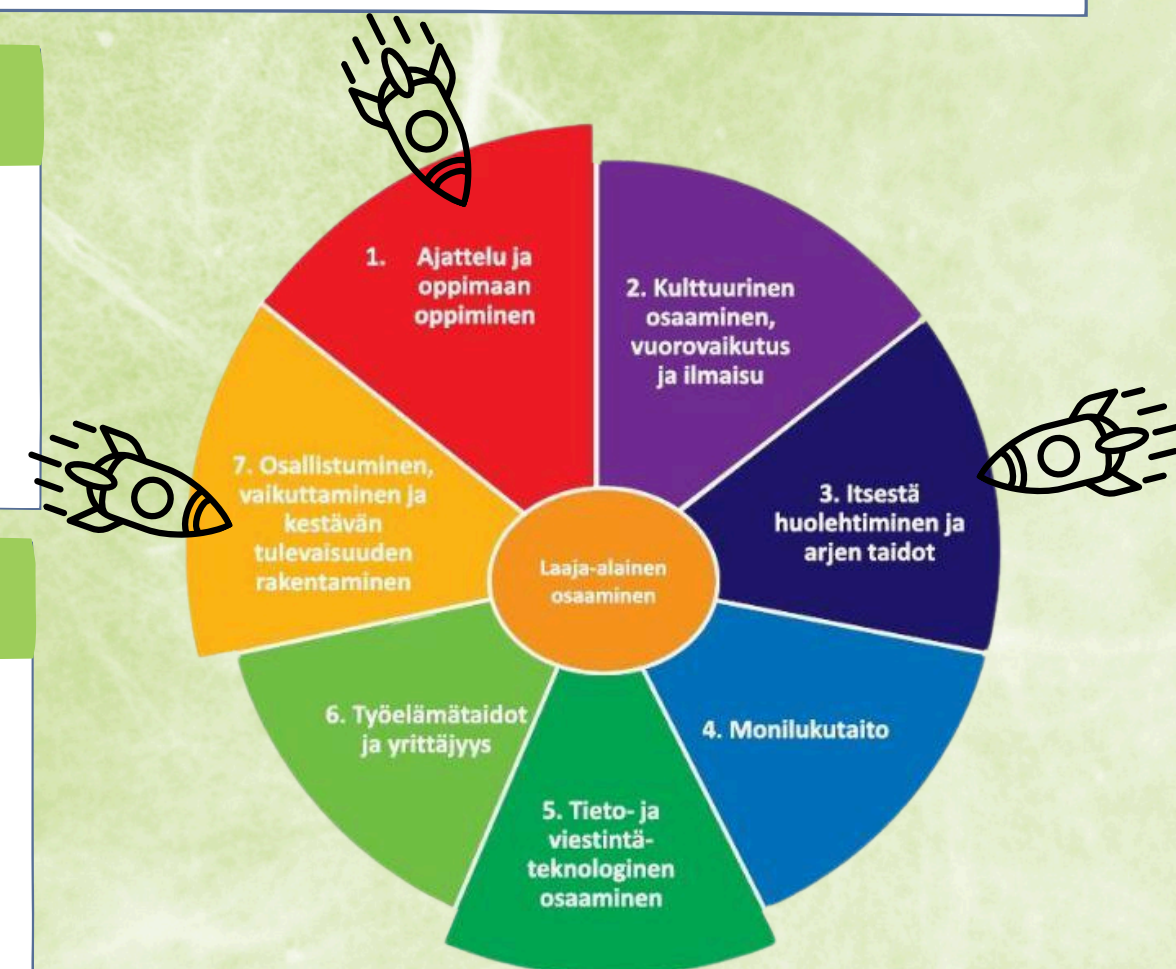 1. Ajattelu ja
oppimaan
oppiminen
2. Kulttuurinen
osaaminen,
vuorovaikutus
ja ilmaisu
3. Itsestä
huolehtiminen ja
arjen taidot
4. Monilukutaito
5. Tieto- ja
viestintä-
teknologinen
osaaminen
6. Työelämätaidot
ja yrittäjyys
7. Osallistuminen,
vaikuttaminen ja
kestävän
tulevaisuuden
rakentaminen
Laaja-alainen
osaaminen